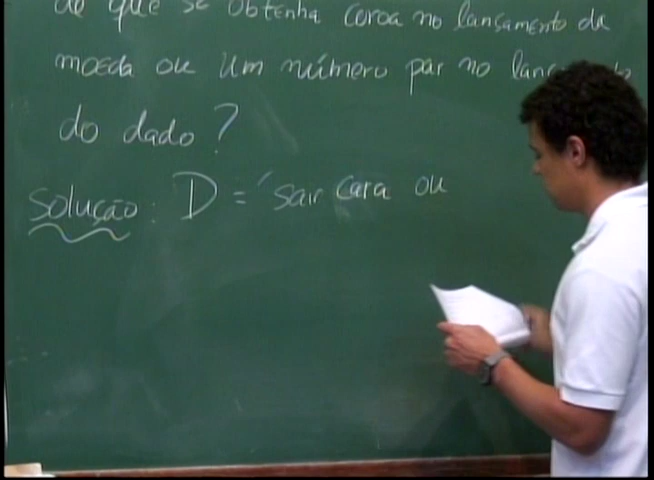 de que se obtenha coroa no lançamento da
moeda ou um número par no
do dado?
solução: D = "sair cara ou